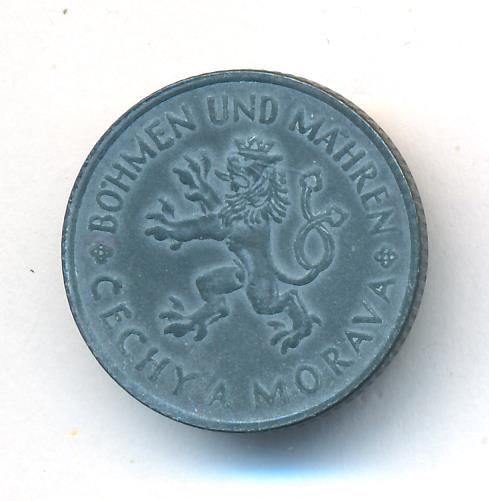 BÖHMEN UND MÄHREN
ČECHY A MORAVA